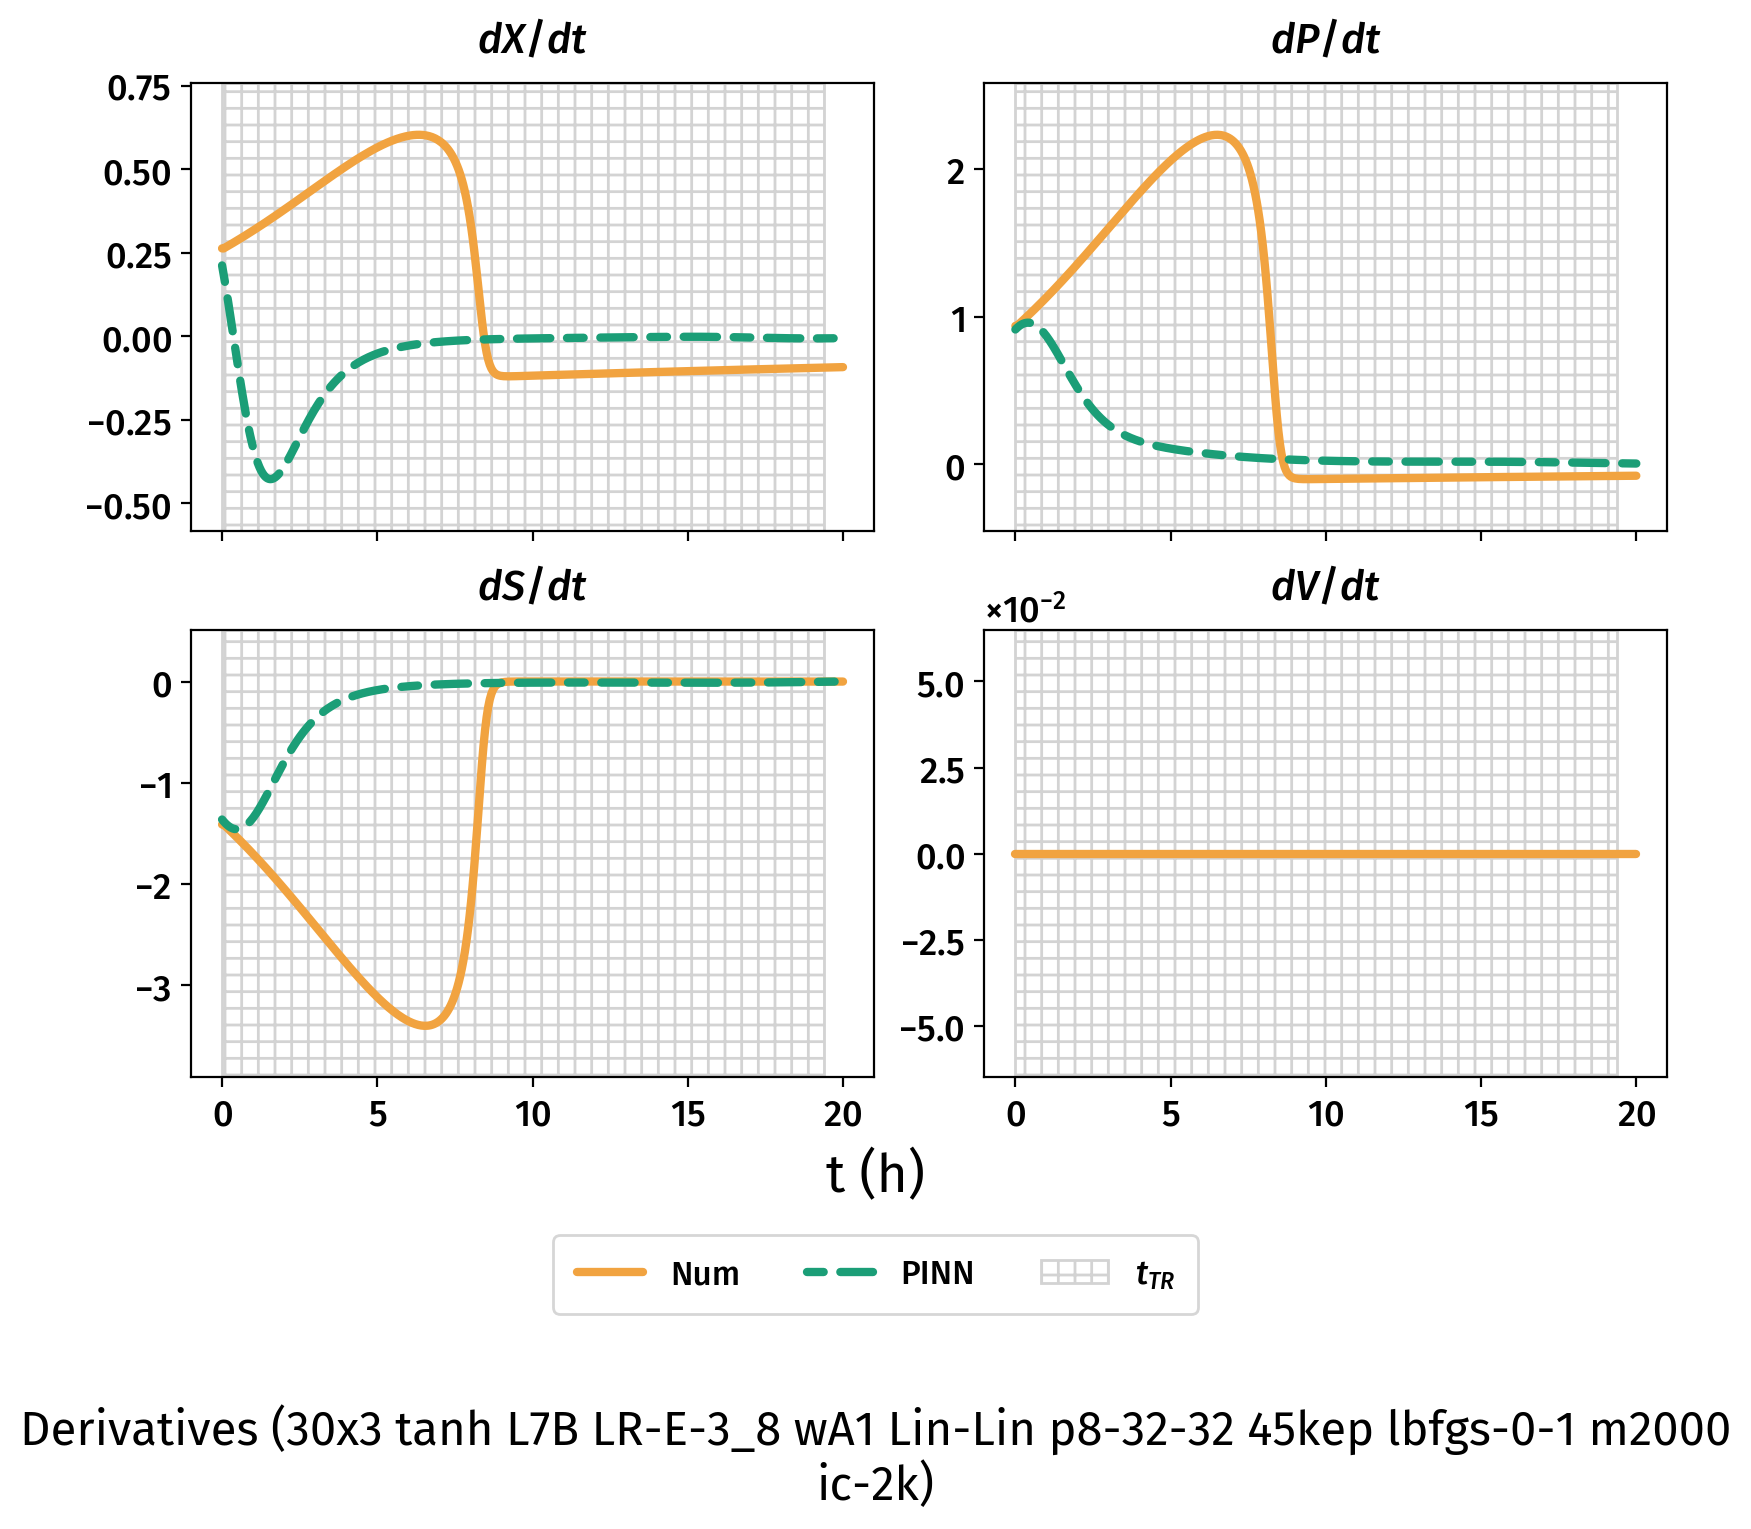 dX/dt
dP/dt
0.75
0.50
0.25
0.00
−0.25
−0.50
2
1
0
dS/dt
dV/dt
×10⁻²
0
−1
−2
−3
5.0
2.5
0.0
−2.5
−5.0
0 5 10 15 20
0 5 10 15 20
t (h)
Num PINN t_TR
Derivatives (30x3 tanh L7B LR-E-3_8 wA1 Lin-Lin p8-32-32 45kep lbfgs-0-1 m2000
ic-2k)